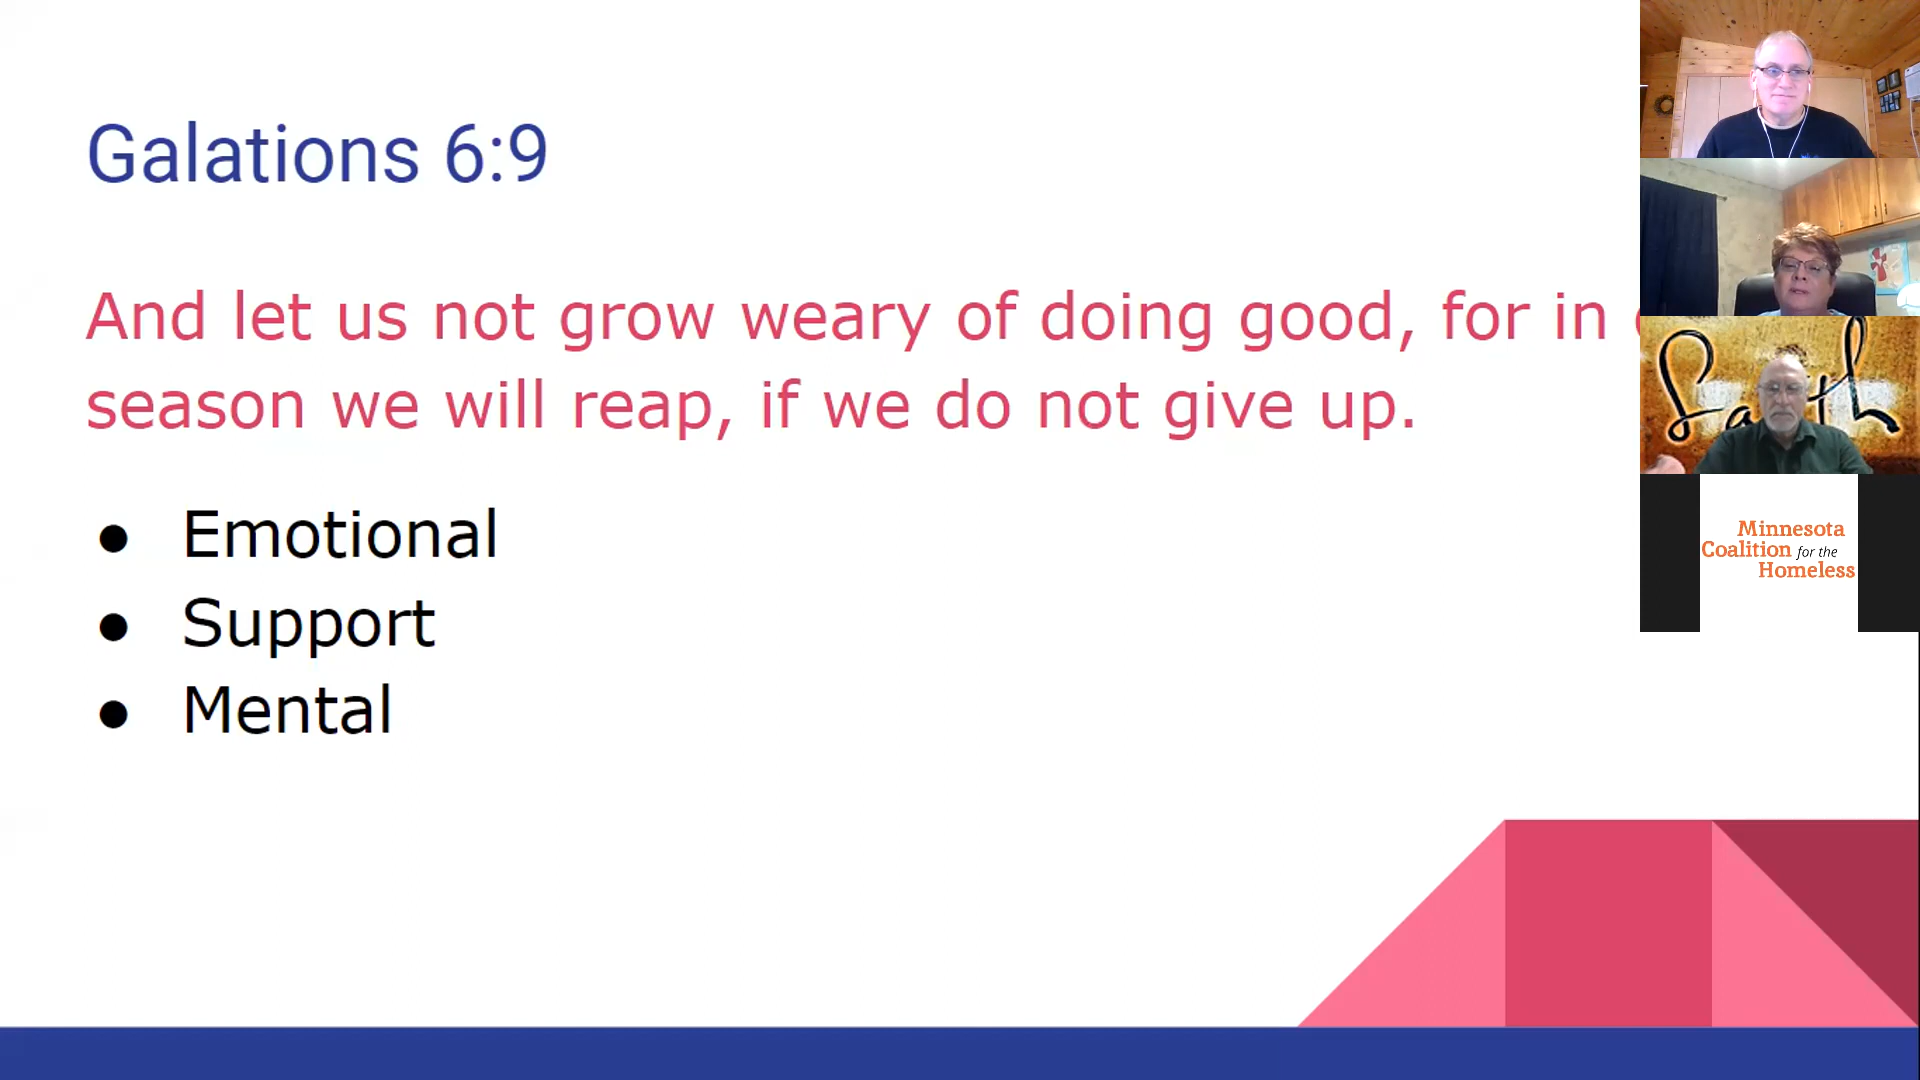 Galations 6:9
And let us not grow weary of doing good, for in
season we will reap, if we do not give up.
● Emotional
● Support
● Mental
Faith
Minnesota
Coalition for the
Homeless